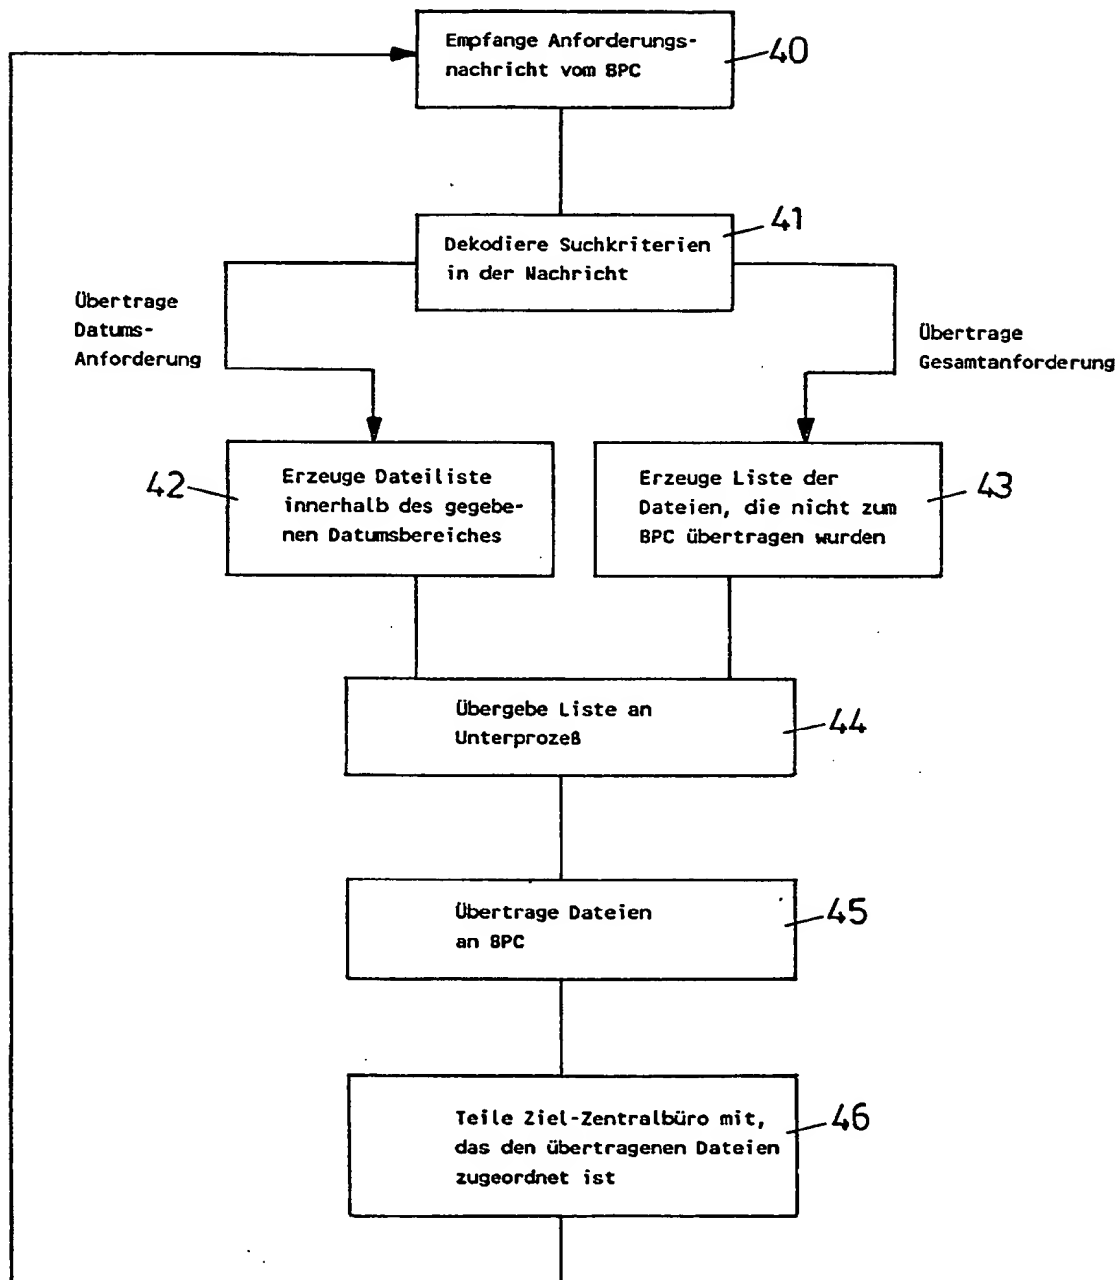 Empfange Anforderungs-
nachricht vom BPC
40
Dekodiere Suchkriterien
in der Nachricht
41
Übertrage
Datums-
Anforderung
Übertrage
Gesamtanforderung
42
Erzeuge Dateiliste
innerhalb des gegebe-
nen Datumsbereiches
Erzeuge Liste der
Dateien, die nicht zum
BPC übertragen wurden
43
Übergebe Liste an
Unterprozeß
44
Übertrage Dateien
an BPC
45
Teile Ziel-Zentralbüro mit,
das den übertragenen Dateien
zugeordnet ist
46